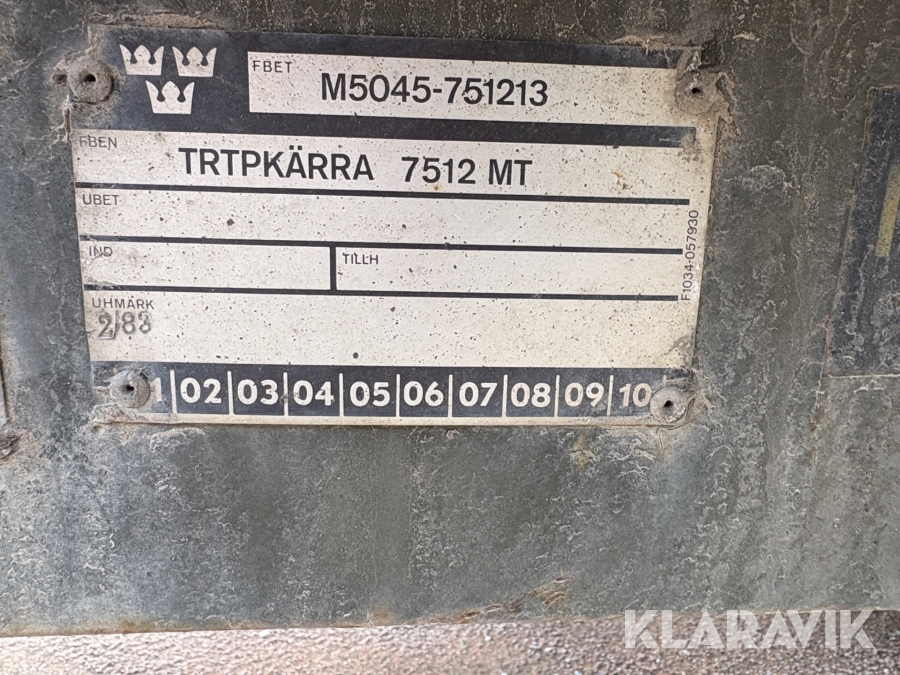 FBET
M5045-751213
FBEN
TRTPKÄRRA 7512 MT
UBET
IND
TILLH
F1034-057930
UHMÄRK
2/83
1 02 03 04 05 06 07 08 09 10
KLARAVIK